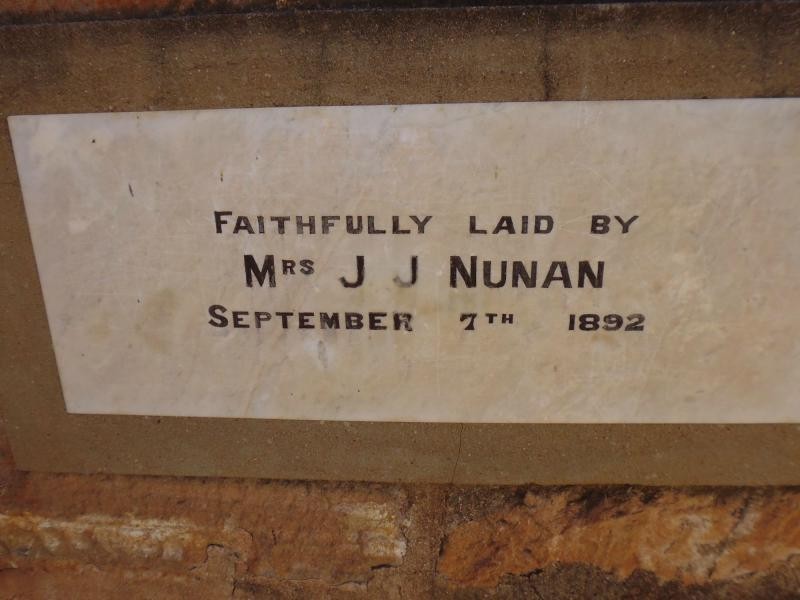 FAITHFULLY LAID BY
MRS J J NUNAN
SEPTEMBER 7TH 1892